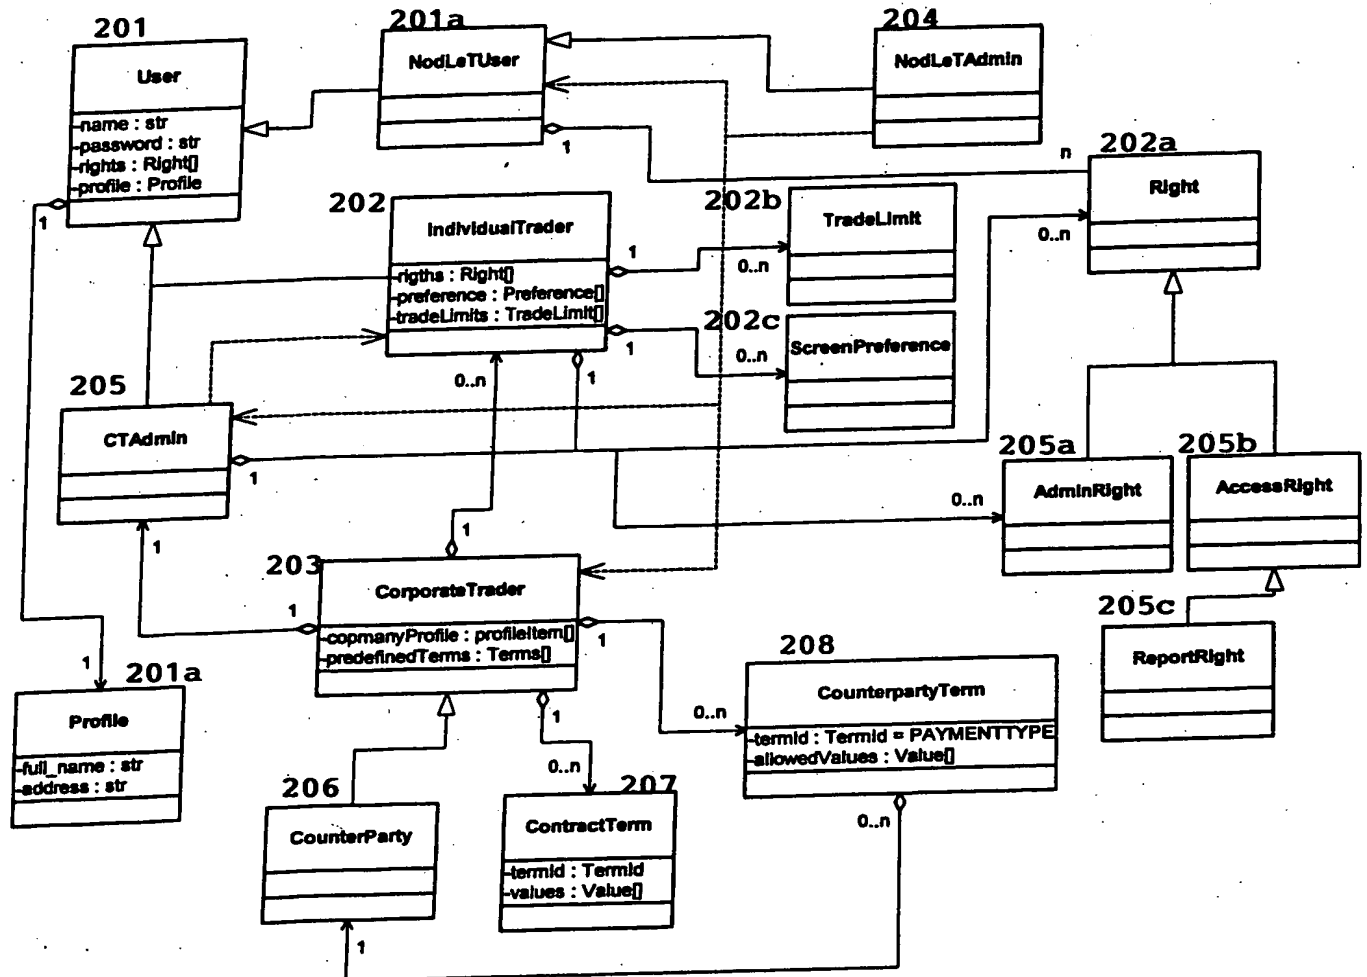 201
User
-name : str
-password : str
-rights : Right[]
-profile : Profile
1
201a
NodLeTUser
1
204
NodLeTAdmin
n
202a
Right
0..n
202
IndividualTrader
-rigths : Right[]
-preference : Preference[]
-tradeLimits : TradeLimit[]
1
0..n
1
0..n
1
0..n
202b
TradeLimit
202c
ScreenPreference
205
CTAdmin
1
1
205a
AdminRight
0..n
205b
AccessRight
205c
ReportRight
203
CorporateTrader
-copmanyProfile : profileItem[]
-predefinedTerms : Terms[]
1
1
1
1
0..n
0..n
1
201a
Profile
-full_name : str
-address : str
206
CounterParty
1
207
ContractTerm
-termId : TermId
-values : Value[]
208
CounterpartyTerm
-termId : TermId = PAYMENTTYPE
-allowedValues : Value[]
0..n